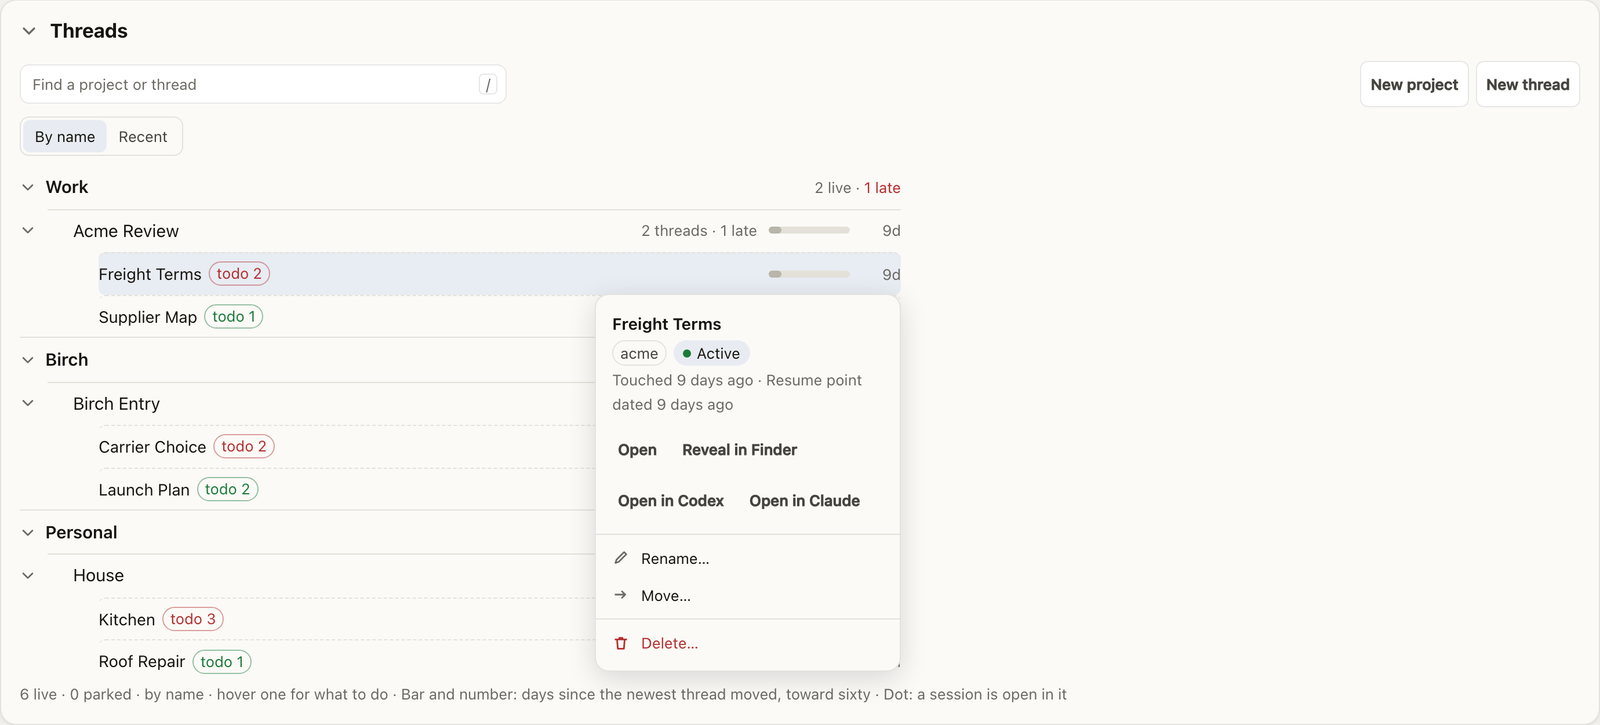 Threads
Find a project or thread /
New project New thread
By name Recent
Work 2 live · 1 late
Acme Review 2 threads · 1 late 9d
Freight Terms todo 2 9d
Supplier Map todo 1
Birch
Birch Entry
Carrier Choice todo 2
Launch Plan todo 2
Personal
House
Kitchen todo 3
Roof Repair todo 1
Freight Terms
acme Active
Touched 9 days ago · Resume point
dated 9 days ago
Open Reveal in Finder
Open in Codex Open in Claude
Rename...
Move...
Delete...
6 live · 0 parked · by name · hover one for what to do · Bar and number: days since the newest thread moved, toward sixty · Dot: a session is open in it